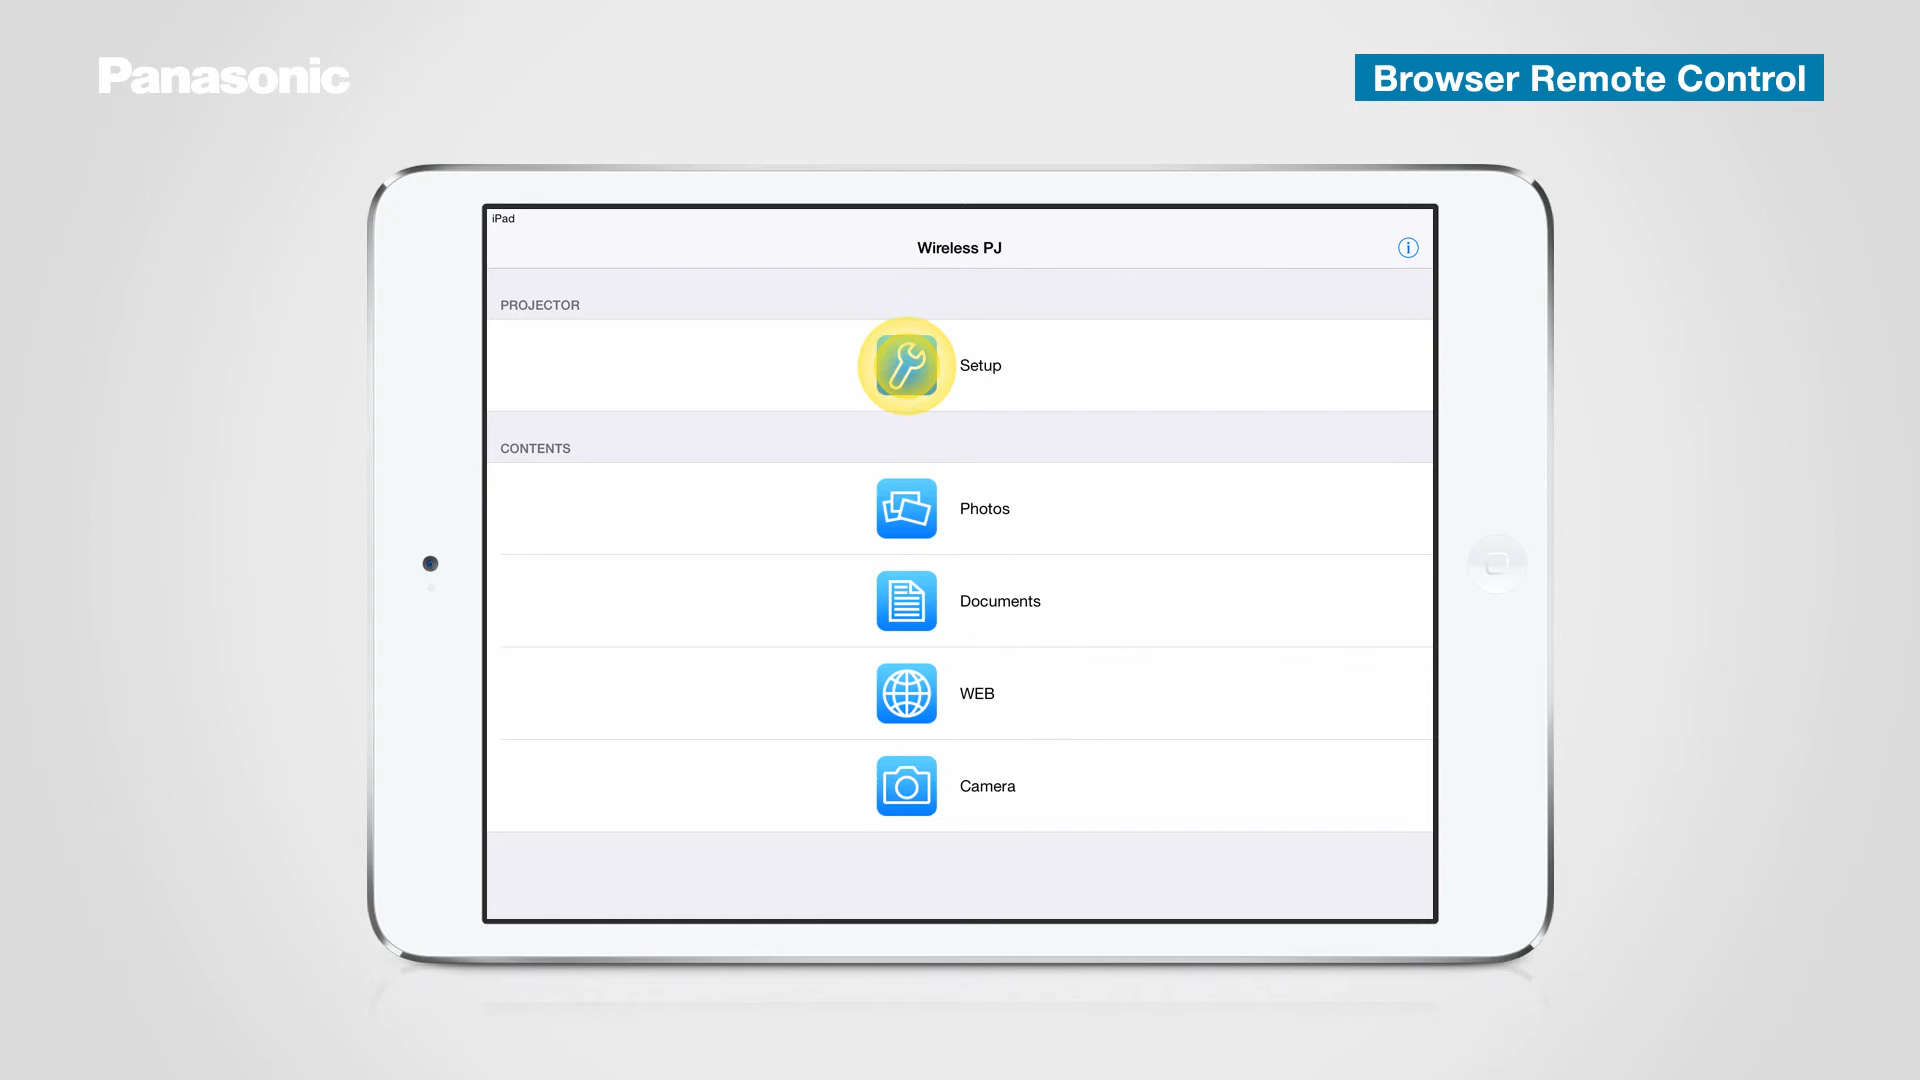 Panasonic
Browser Remote Control
iPad
Wireless PJ
PROJECTOR
Setup
CONTENTS
Photos
Documents
WEB
Camera